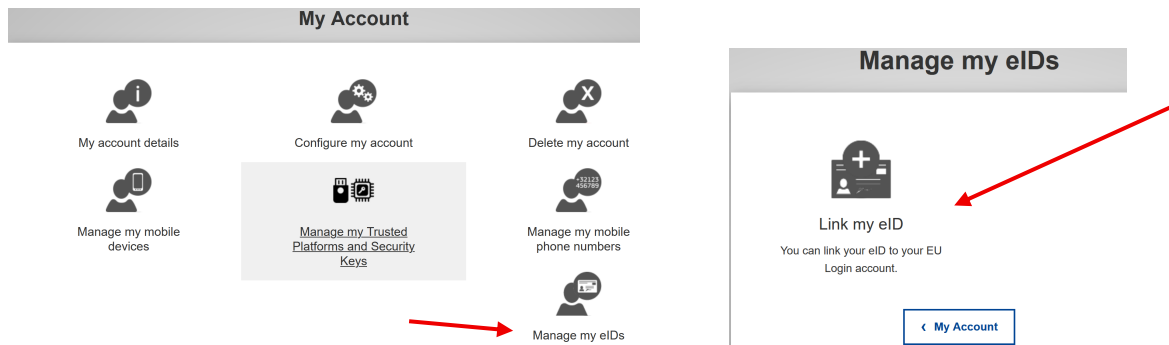 My Account
i
X
My account details
Configure my account
Delete my account
+32123
456789
Manage my mobile
devices
Manage my Trusted
Platforms and Security
Keys
Manage my mobile
phone numbers
Manage my eIDs
Manage my eIDs
Link my eID
You can link your eID to your EU
Login account.
‹ My Account